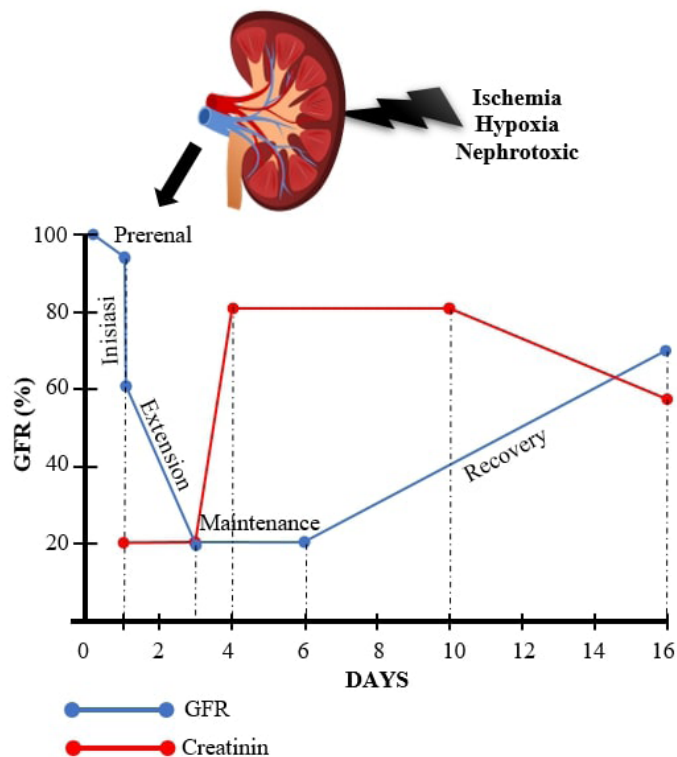 Ischemia
Hypoxia
Nephrotoxic
100
Prerenal
80
Inisiasi
60
Extension
GFR (%)
40
Recovery
Maintenance
20
0 2 4 6 8 10 12 14 16
DAYS
GFR
Creatinin